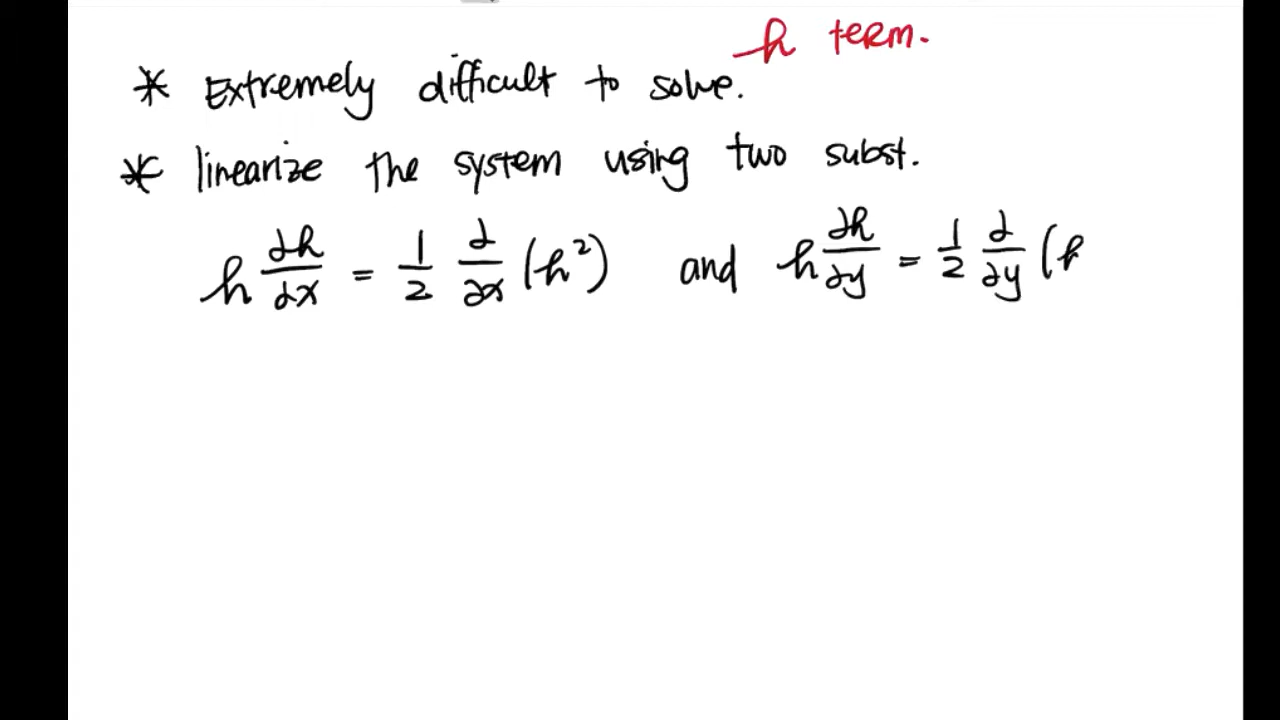 h term.
* Extremely difficult to solve.
* linearize the system using two subst.
h ∂h/∂x = 1/2 ∂/∂x (h²) and h ∂h/∂y = 1/2 ∂/∂y (h